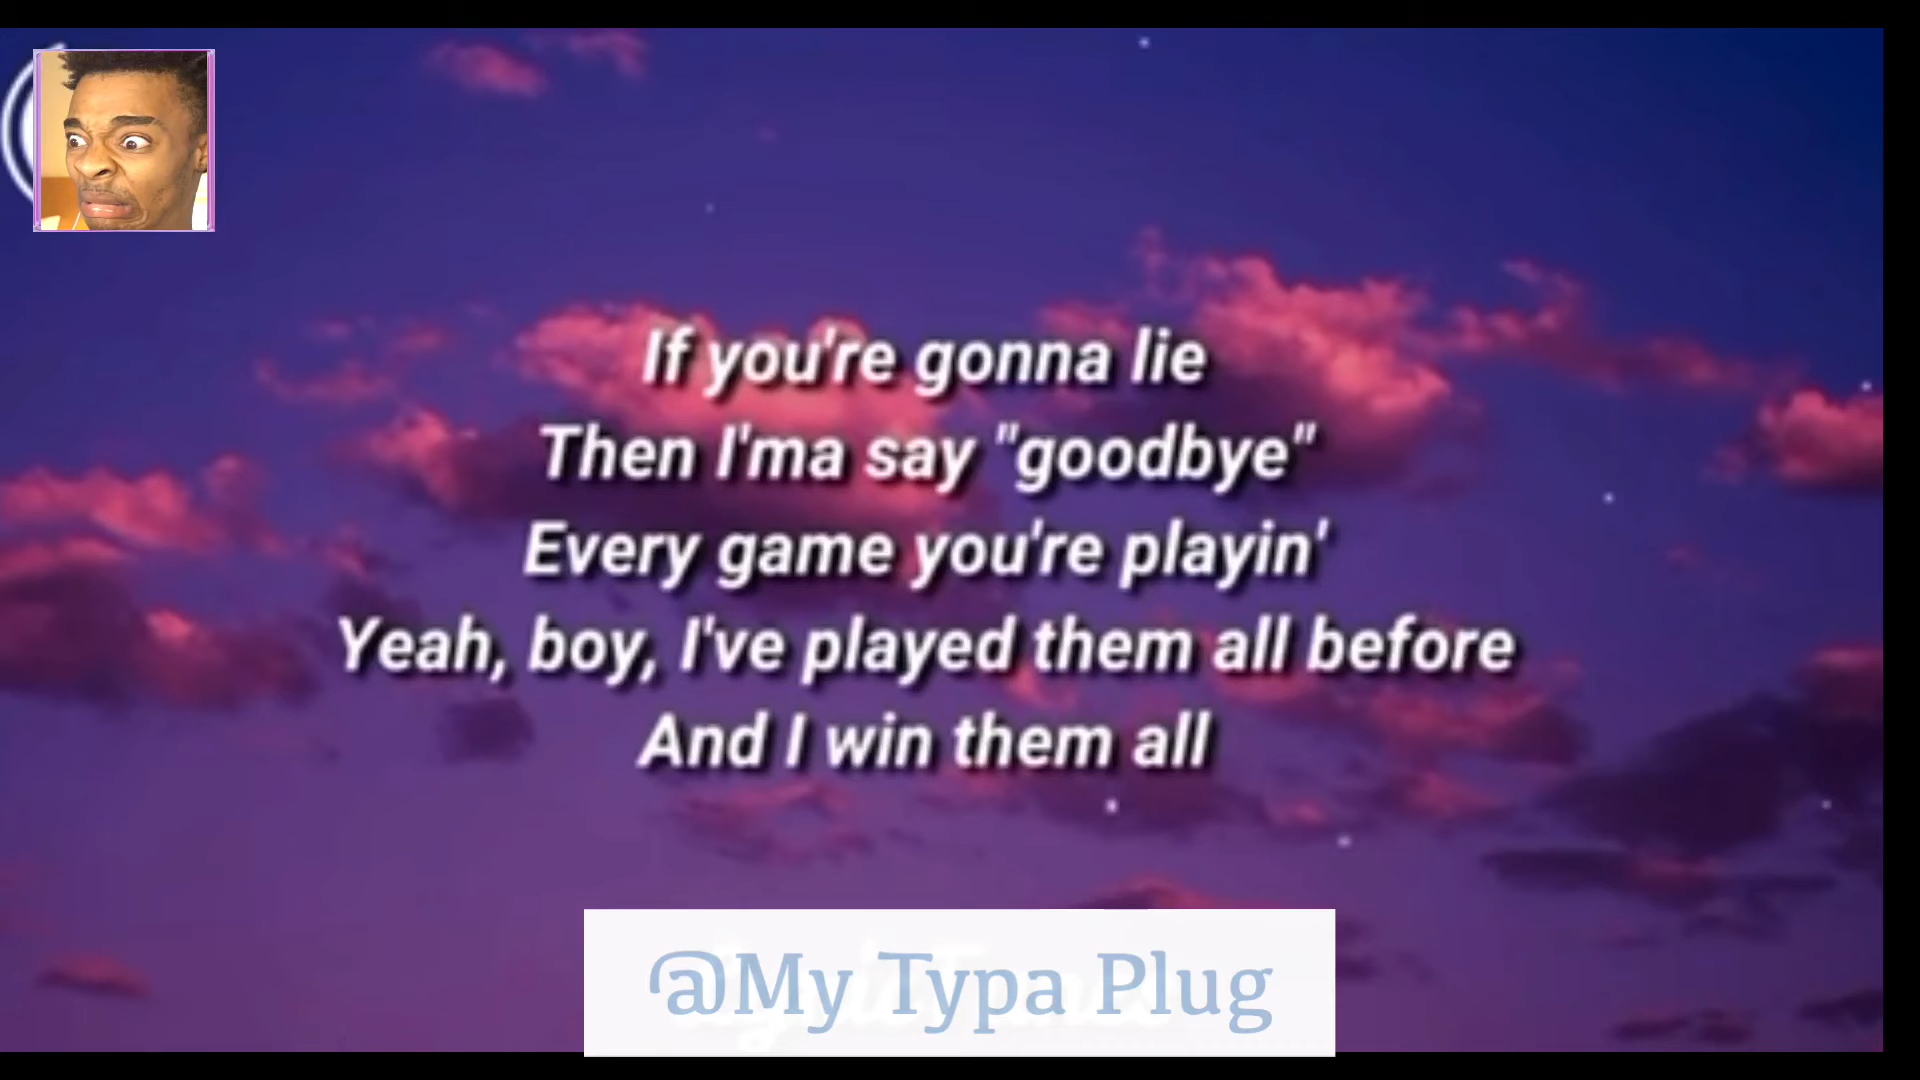 If you're gonna lie
Then I'ma say "goodbye"
Every game you're playin'
Yeah, boy, I've played them all before
And I win them all
@My Typa Plug